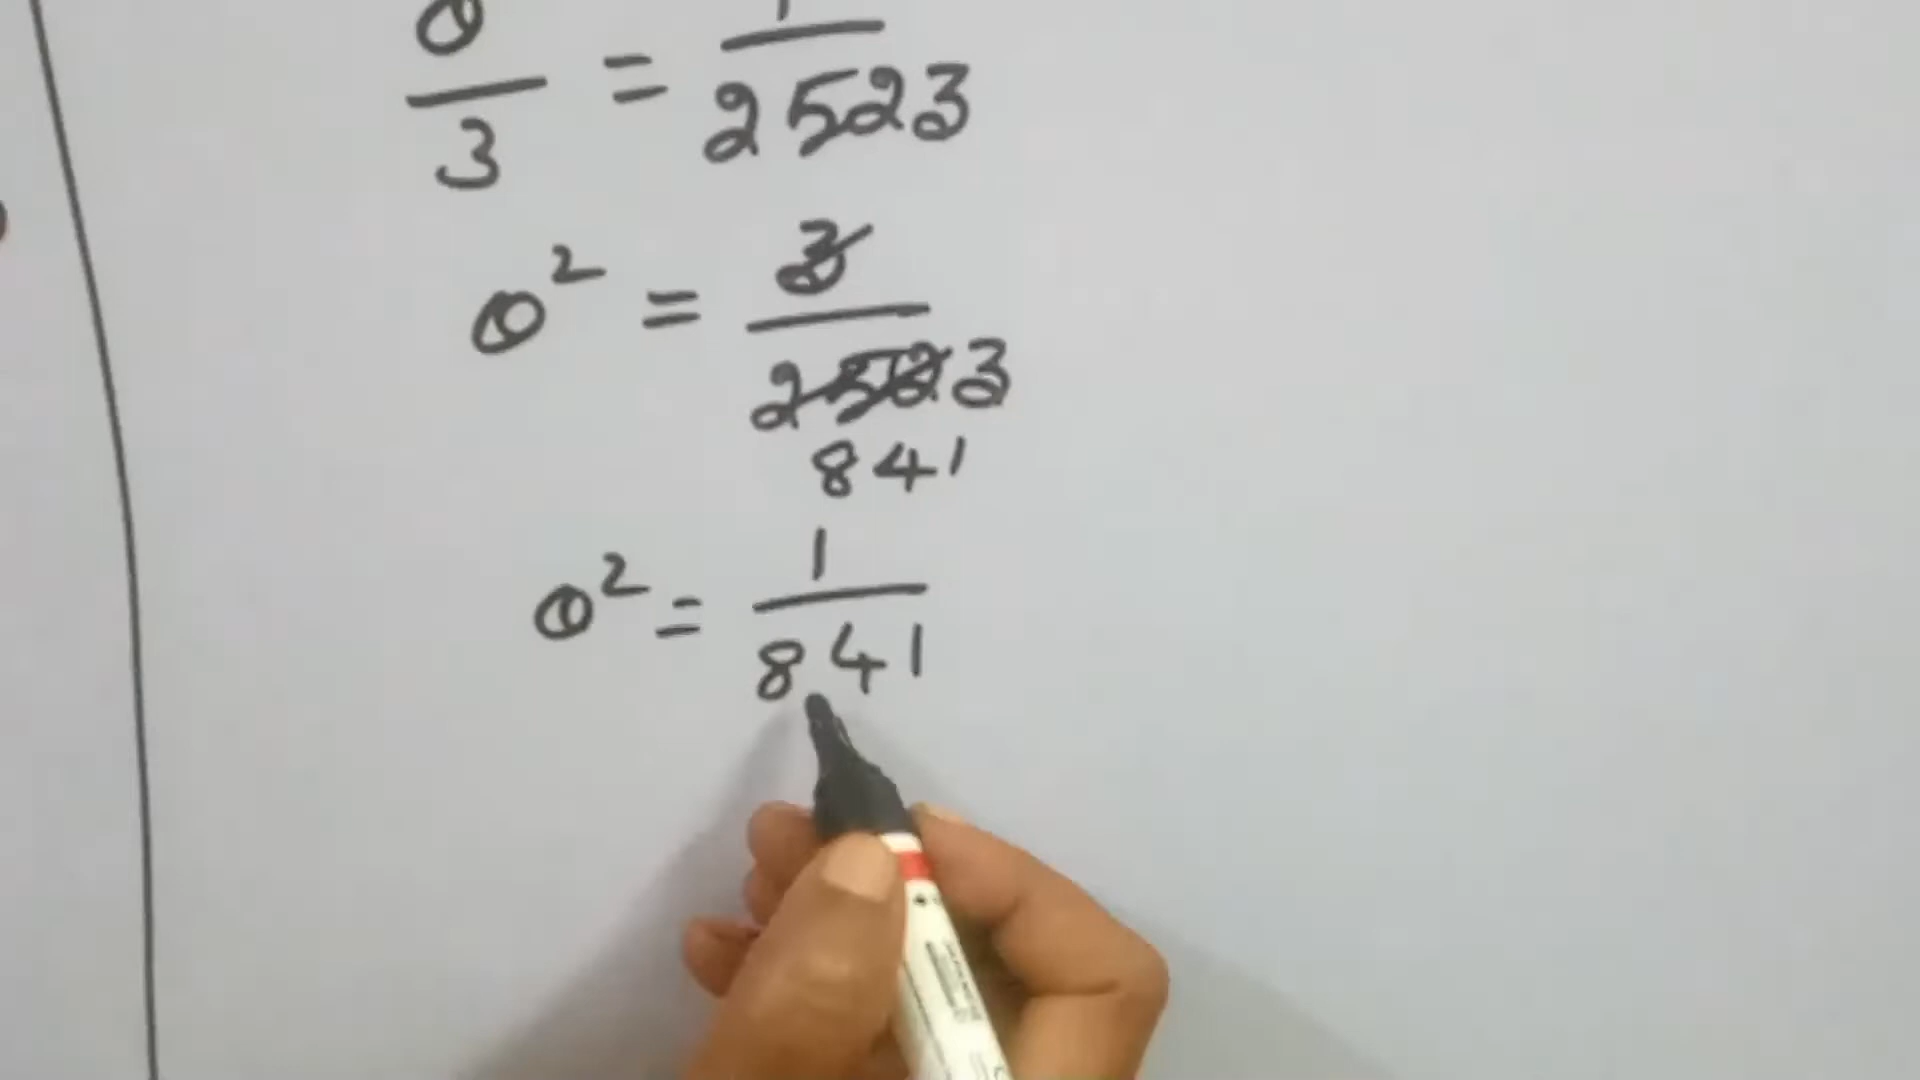 θ/3 = 1/2523
θ² = 3/2523
841
θ² = 1/841